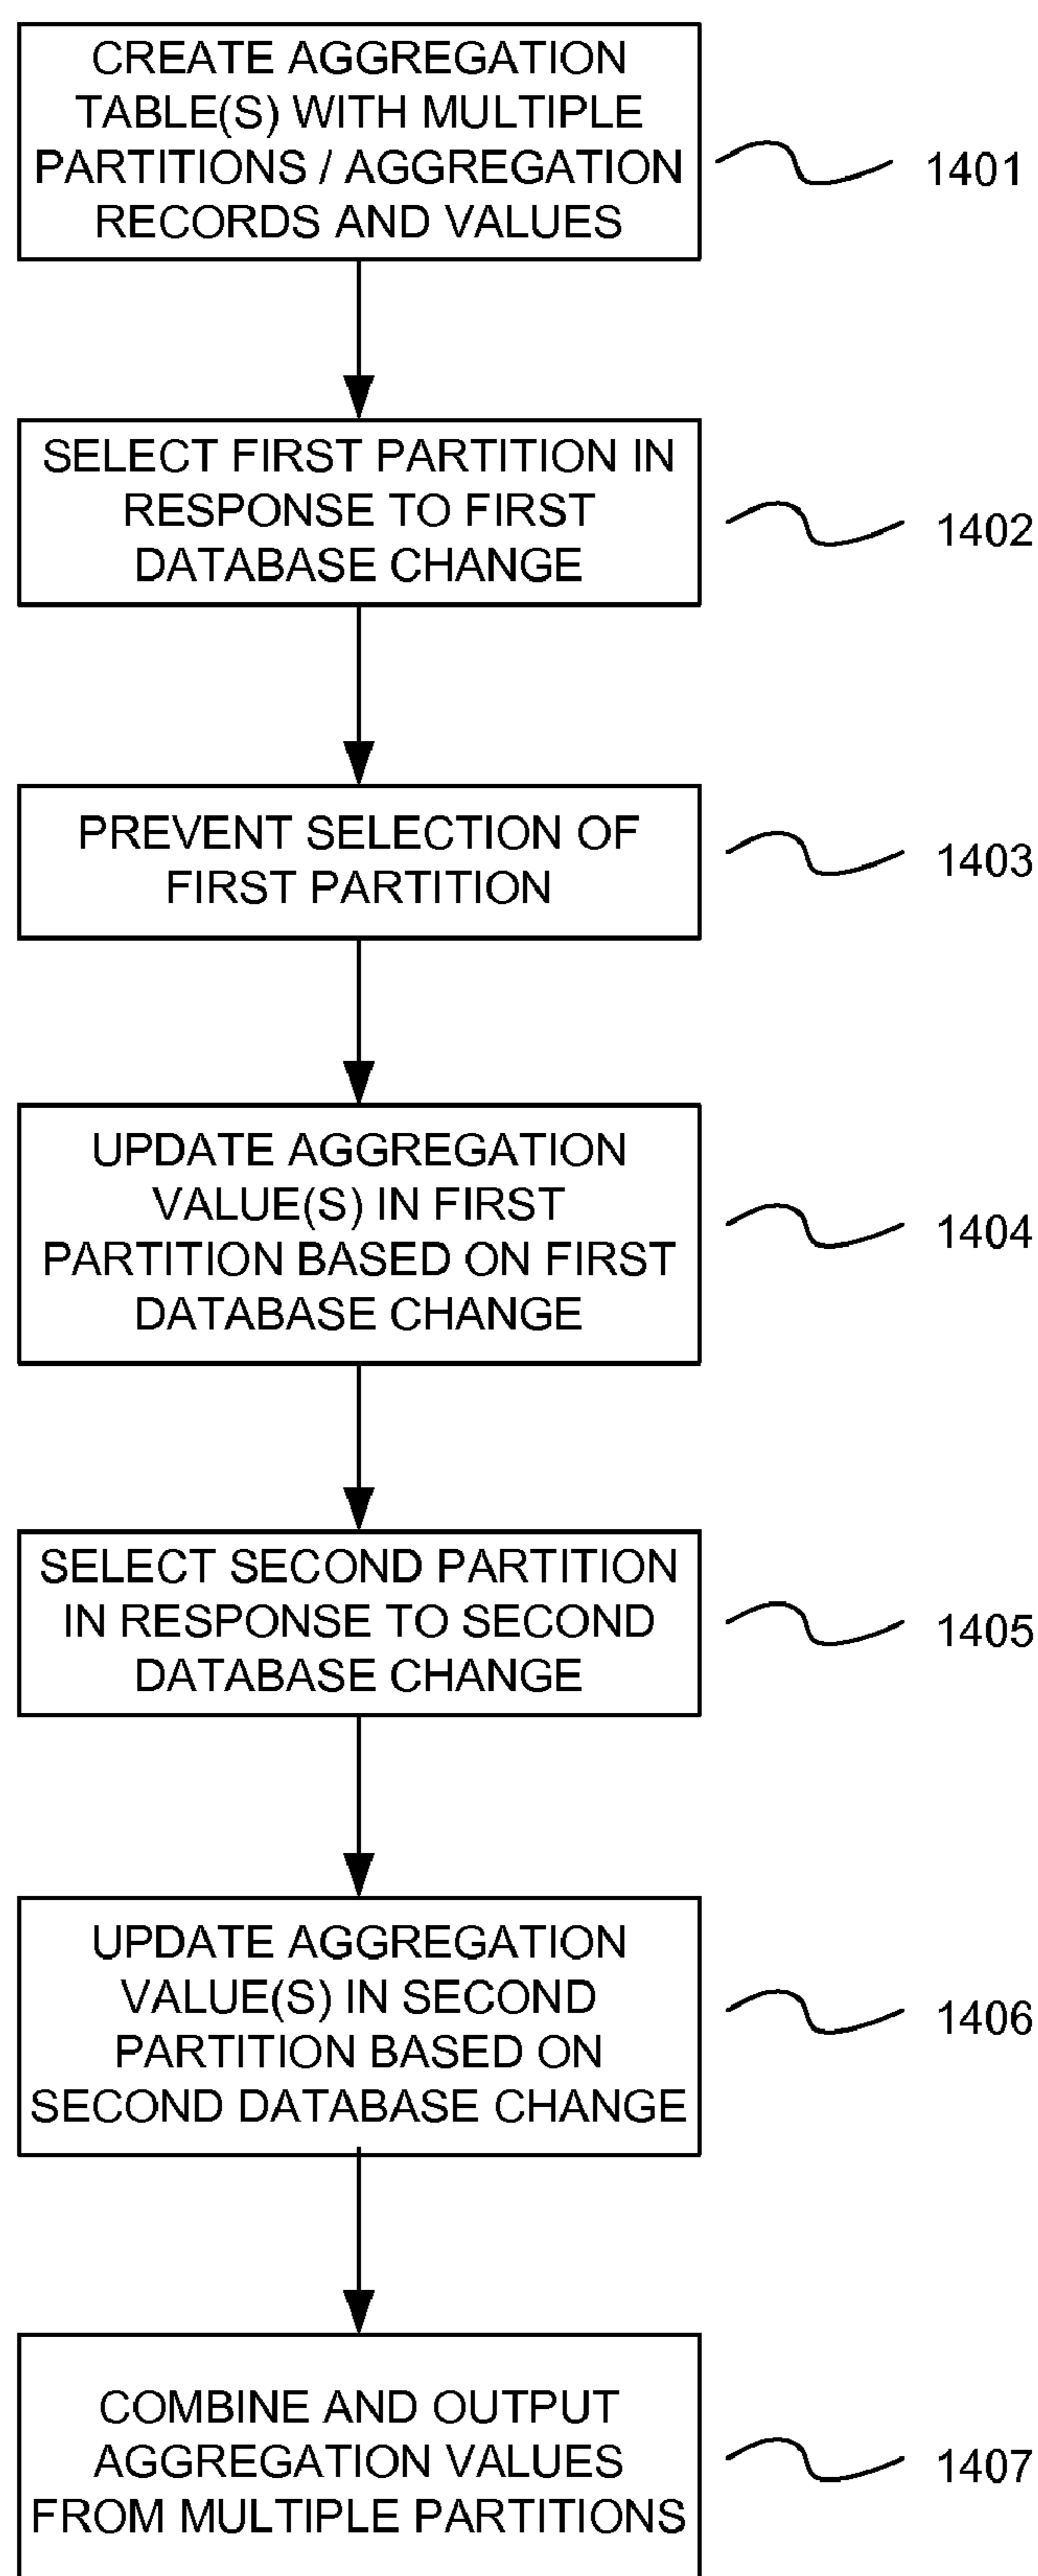 CREATE AGGREGATION
TABLE(S) WITH MULTIPLE
PARTITIONS / AGGREGATION
RECORDS AND VALUES
1401
SELECT FIRST PARTITION IN
RESPONSE TO FIRST
DATABASE CHANGE
1402
PREVENT SELECTION OF
FIRST PARTITION
1403
UPDATE AGGREGATION
VALUE(S) IN FIRST
PARTITION BASED ON FIRST
DATABASE CHANGE
1404
SELECT SECOND PARTITION
IN RESPONSE TO SECOND
DATABASE CHANGE
1405
UPDATE AGGREGATION
VALUE(S) IN SECOND
PARTITION BASED ON
SECOND DATABASE CHANGE
1406
COMBINE AND OUTPUT
AGGREGATION VALUES
FROM MULTIPLE PARTITIONS
1407